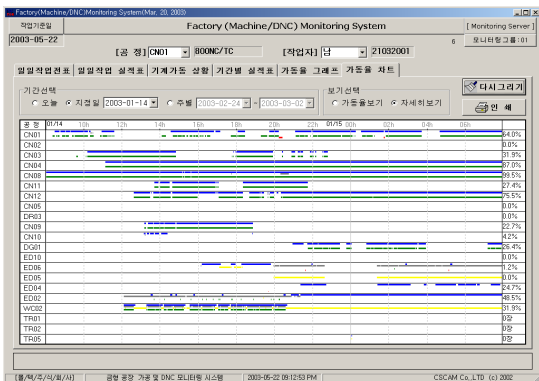 Factory (Machine/DNC)Monitoring System(Mar, 20, 2003)
작업기준일
Factory (Machine/DNC) Monitoring System
[ Monitoring Server ]
2003-05-22
6
모니터링그룹:01
[공 정] CN01 800NC/TC
[작업자] 남 21032001
일일작업전표 일일작업 실적표 기계가동 상황 기간별 실적표 가동율 그래프 가동율 차트
기간선택
보기선택
다시그리기
오늘 지정일 2003-01-14 주별 2003-02-24 - 2003-03-02
가동율보기 자세히보기
인 쇄
공 정 01/14 10h 12h 14h 16h 18h 20h 22h 01/15 00h 02h 04h 06h
CN01 64.0%
CN02 0.0%
CN03 31.9%
CN04 87.0%
CN08 99.5%
CN11 27.4%
CN12 75.5%
CN05 0.0%
DR03 0.0%
CN09 22.7%
CN10 4.2%
DG01 26.4%
ED10 0.0%
ED06 1.2%
ED05 0.0%
ED04 24.7%
ED02 48.5%
WC02 31.9%
TR01 0장
TR02 0장
TR05 0장
[툴/택/주/식/회/사] 금형 공장 가공 및 DNC 모니터링 시스템 2003-05-22 09:12:53 PM CSCAM Co.,LTD (c) 2002